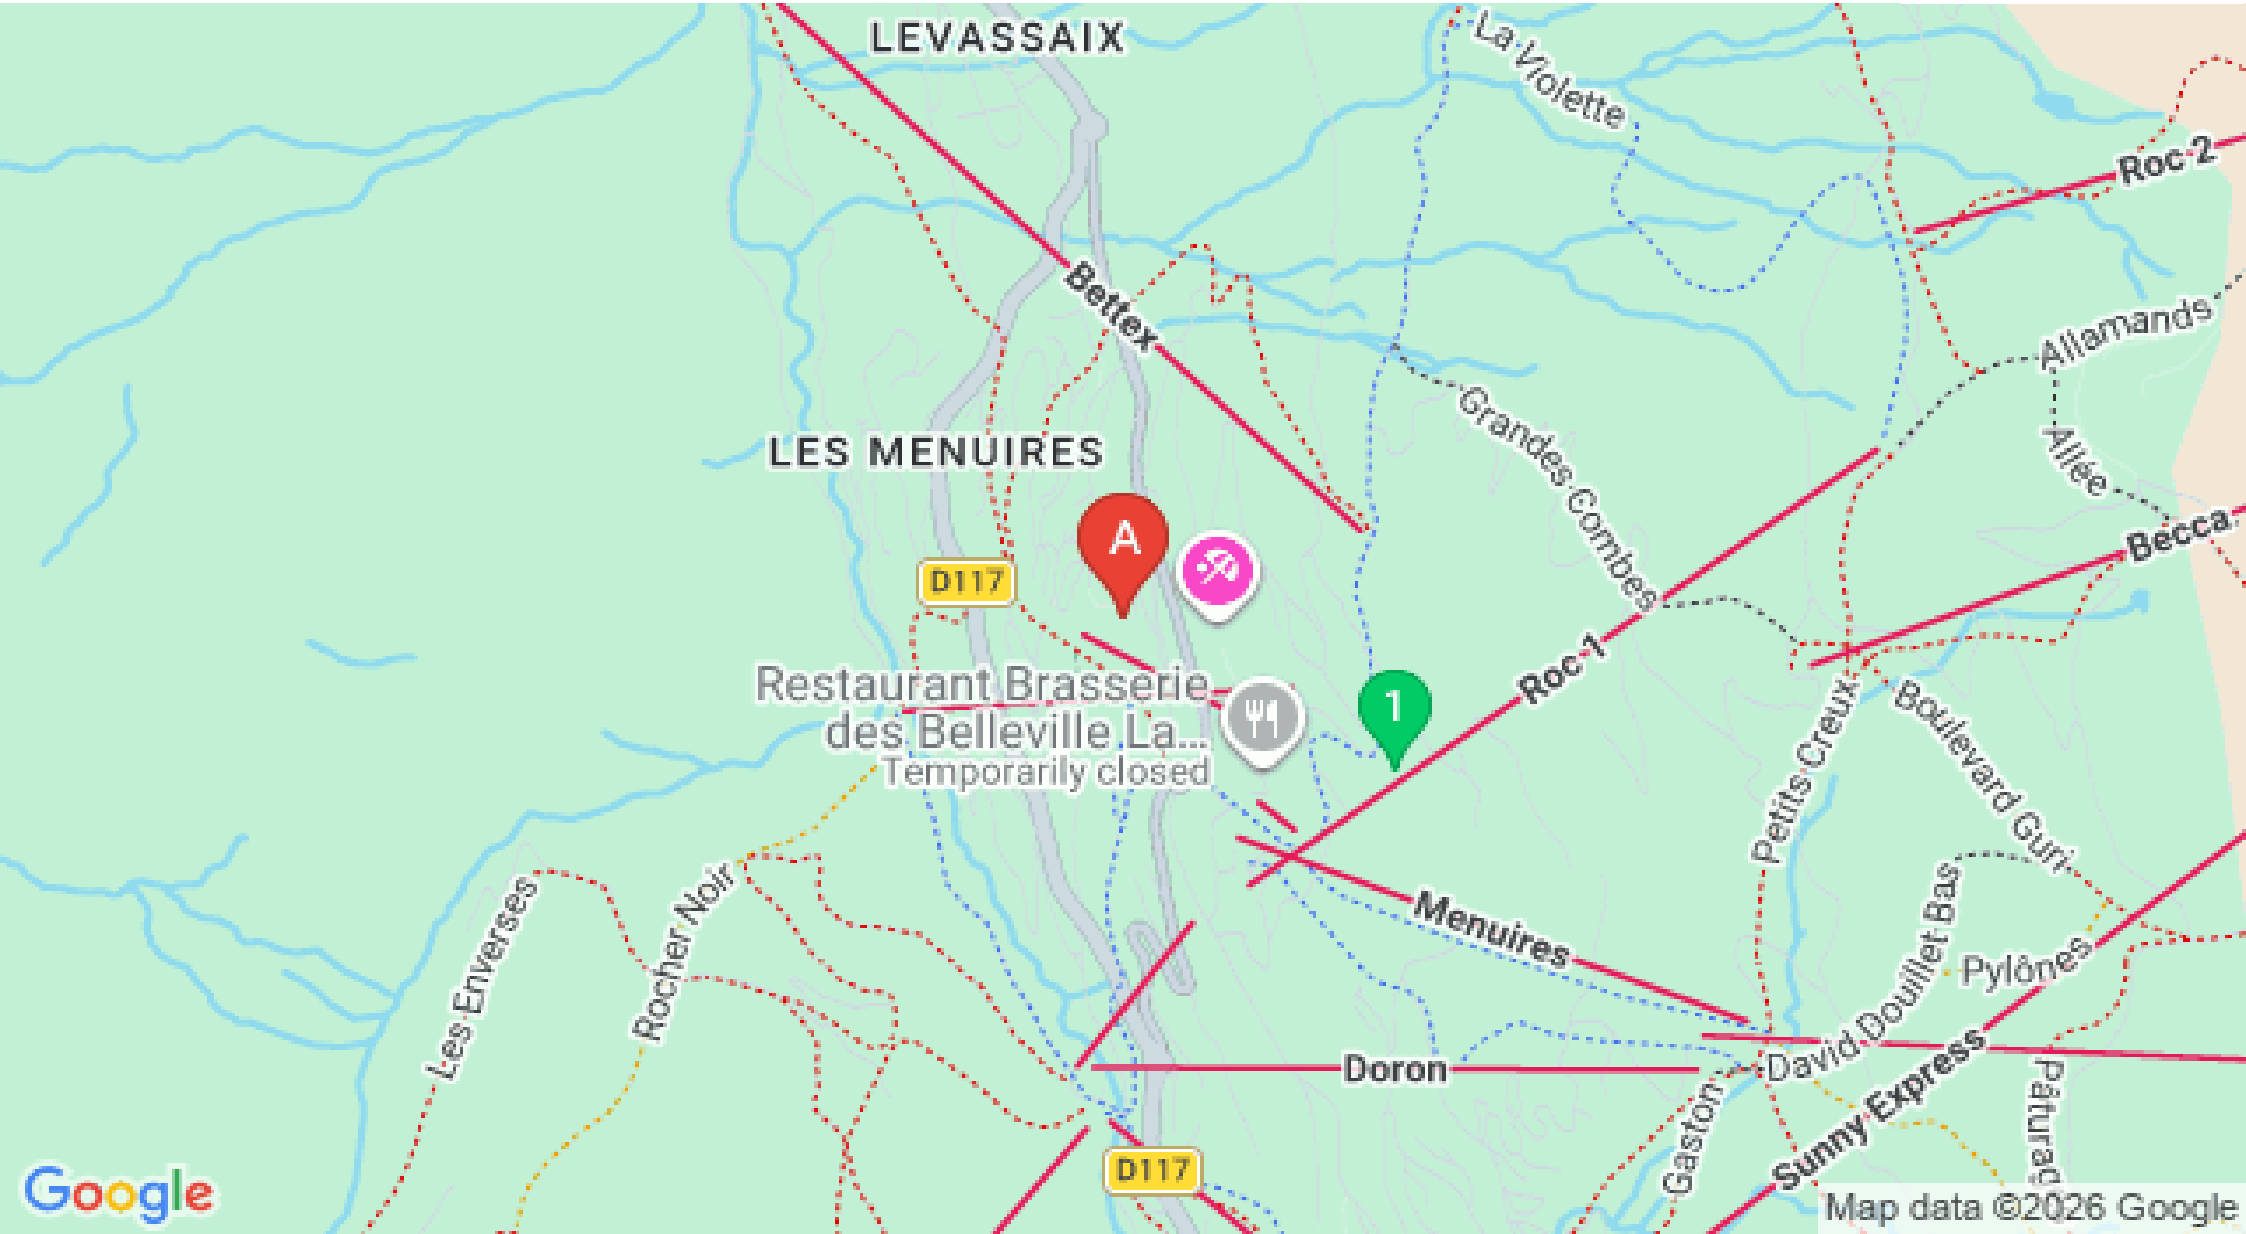 LEVASSAIX
La Violette
Roc 2
Bettex
Allamands
Grandes Combes
Allée
LES MENUIRES
Becca
A
D117
Roc 1
Restaurant Brasserie
des Belleville La...
Temporarily closed
1
Petits Creux
Boulevard Guri
Les Enverses
Rocher Noir
Menuires
David Douillet Bas
Pylônes
Doron
Sunny Express
Gaston
Pâturag
D117
Google
Map data ©2026 Google